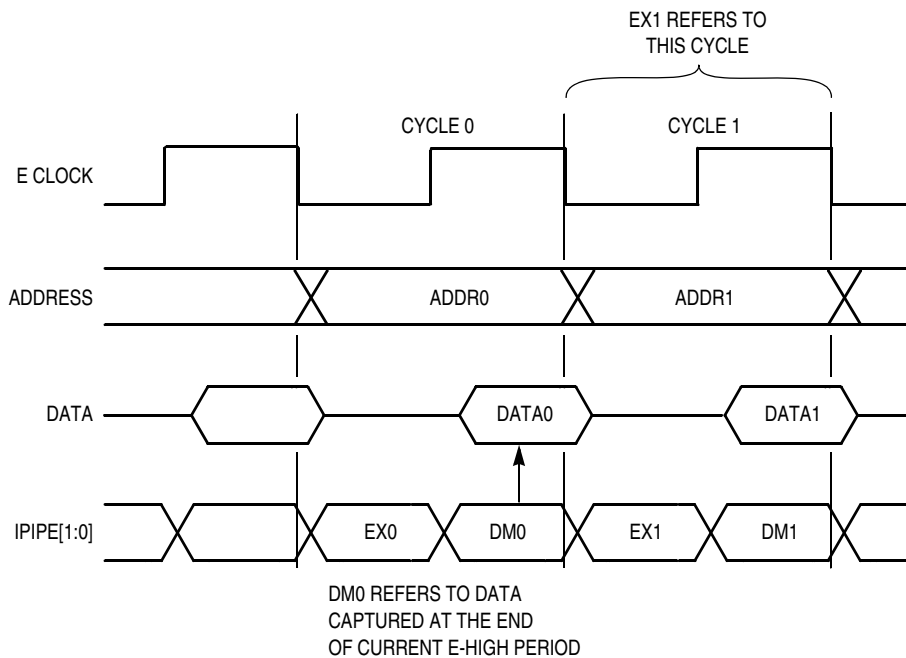 EX1 REFERS TO
THIS CYCLE
CYCLE 0
CYCLE 1
E CLOCK
ADDRESS
ADDR0
ADDR1
DATA
DATA0
DATA1
IPIPE[1:0]
EX0
DM0
EX1
DM1
DM0 REFERS TO DATA
CAPTURED AT THE END
OF CURRENT E-HIGH PERIOD